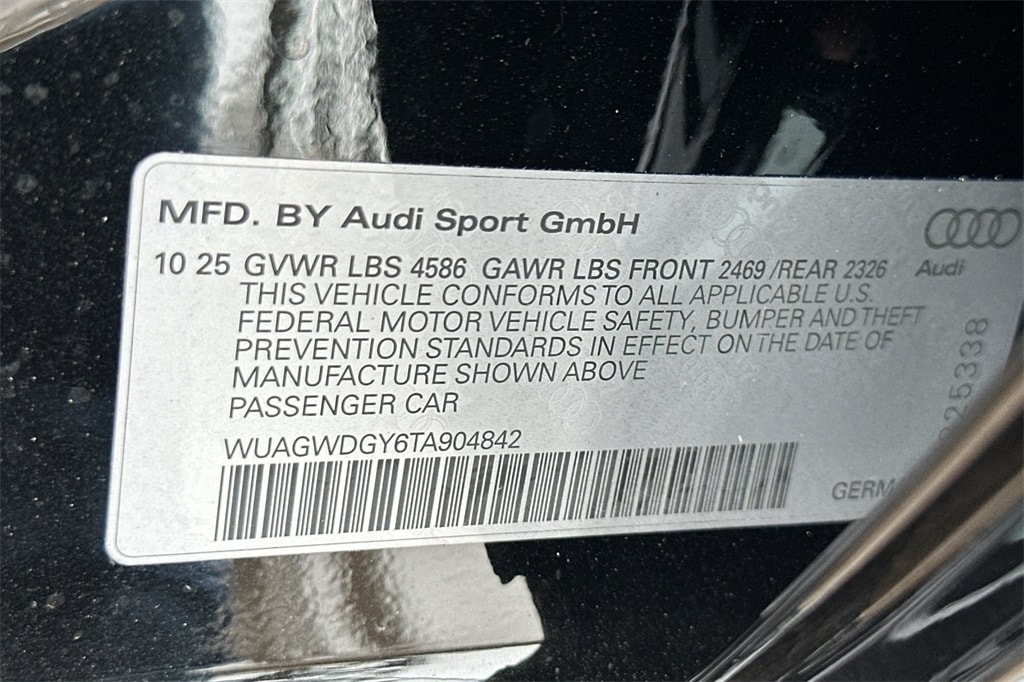 MFD. BY Audi Sport GmbH
10 25 GVWR LBS 4586 GAWR LBS FRONT 2469 /REAR 2326
Audi
THIS VEHICLE CONFORMS TO ALL APPLICABLE U.S.
FEDERAL MOTOR VEHICLE SAFETY, BUMPER AND THEFT
PREVENTION STANDARDS IN EFFECT ON THE DATE OF
MANUFACTURE SHOWN ABOVE
PASSENGER CAR
WUAGWDGY6TA904842